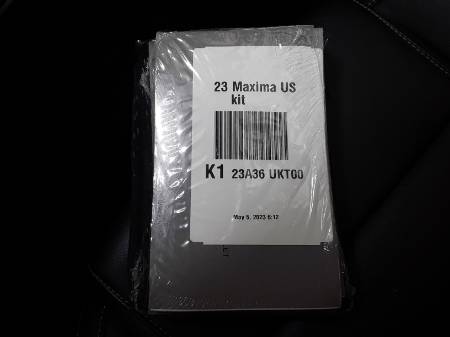 23 Maxima US
kit
K1 23A36 UKT00
May 5, 2023 6:12